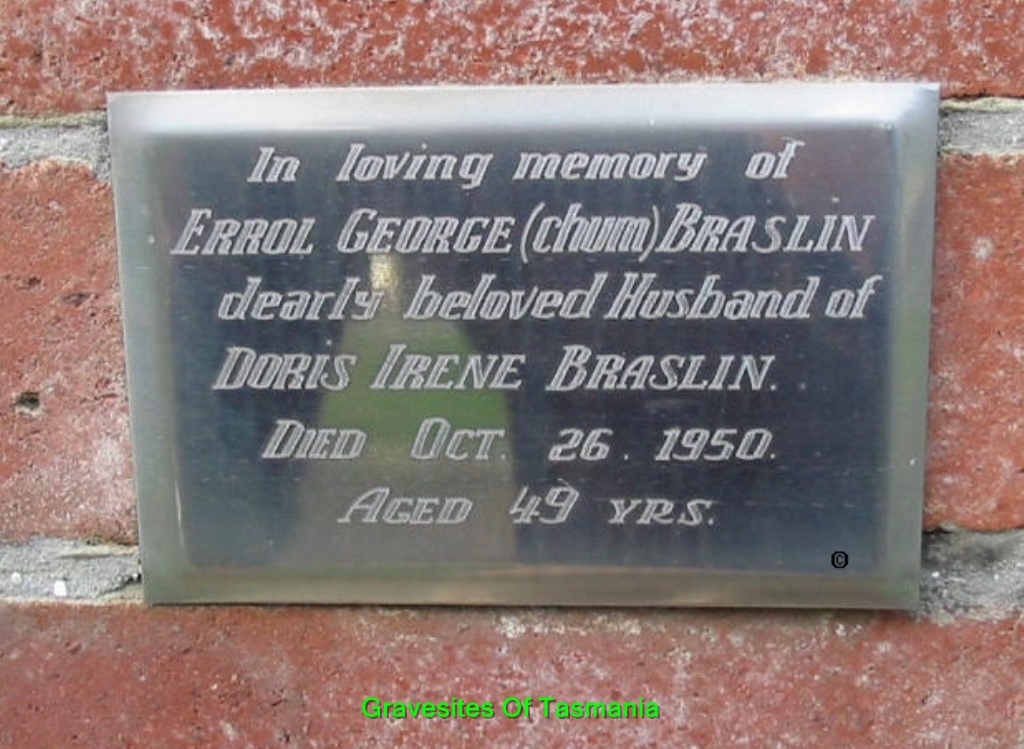 In loving memory of
ERROL GEORGE (chum) BRASLIN
dearly beloved Husband of
DORIS IRENE BRASLIN.
DIED OCT. 26. 1950.
AGED 49 YRS.
©
Gravesites Of Tasmania